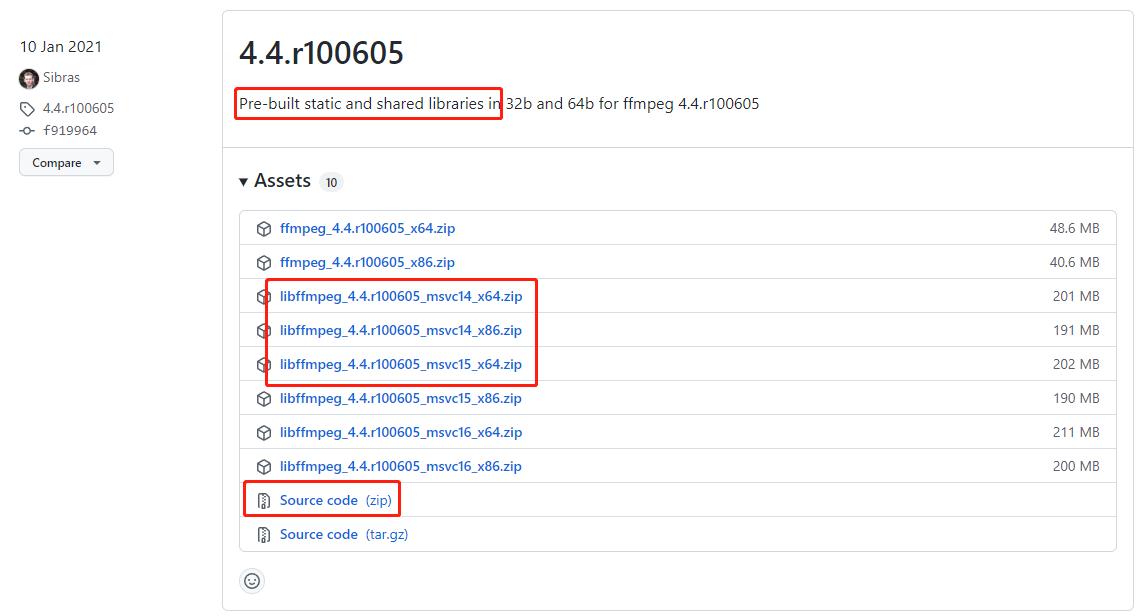 10 Jan 2021
Sibras
4.4.r100605
f919964
Compare
4.4.r100605
Pre-built static and shared libraries in 32b and 64b for ffmpeg 4.4.r100605
Assets 10
ffmpeg_4.4.r100605_x64.zip 48.6 MB
ffmpeg_4.4.r100605_x86.zip 40.6 MB
libffmpeg_4.4.r100605_msvc14_x64.zip 201 MB
libffmpeg_4.4.r100605_msvc14_x86.zip 191 MB
libffmpeg_4.4.r100605_msvc15_x64.zip 202 MB
libffmpeg_4.4.r100605_msvc15_x86.zip 190 MB
libffmpeg_4.4.r100605_msvc16_x64.zip 211 MB
libffmpeg_4.4.r100605_msvc16_x86.zip 200 MB
Source code (zip)
Source code (tar.gz)